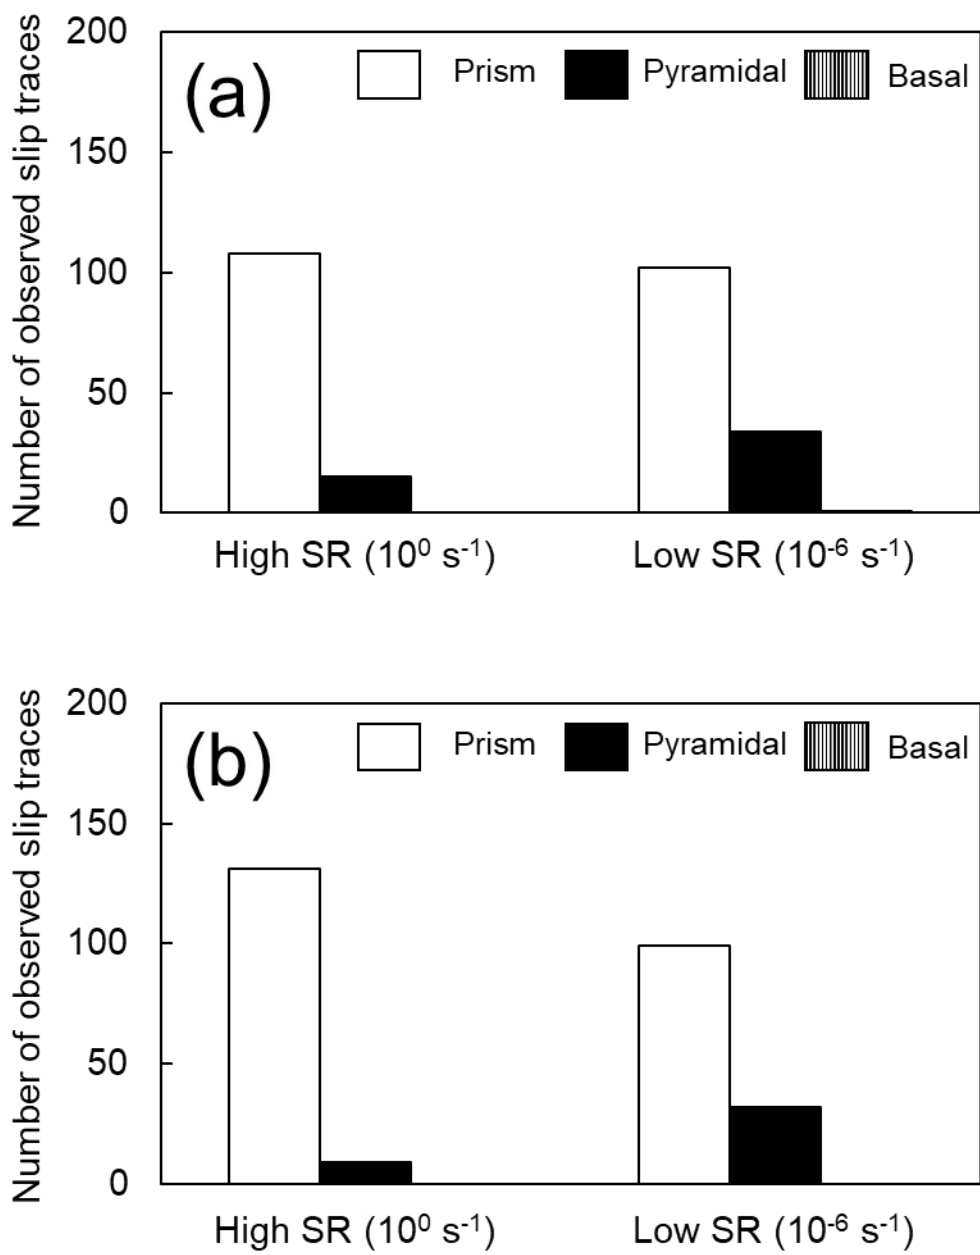 Number of observed slip traces
200
150
100
50
0
(a)
Prism
Pyramidal
Basal
High SR (10⁰ s⁻¹)
Low SR (10⁻⁶ s⁻¹)
Number of observed slip traces
200
150
100
50
0
(b)
Prism
Pyramidal
Basal
High SR (10⁰ s⁻¹)
Low SR (10⁻⁶ s⁻¹)